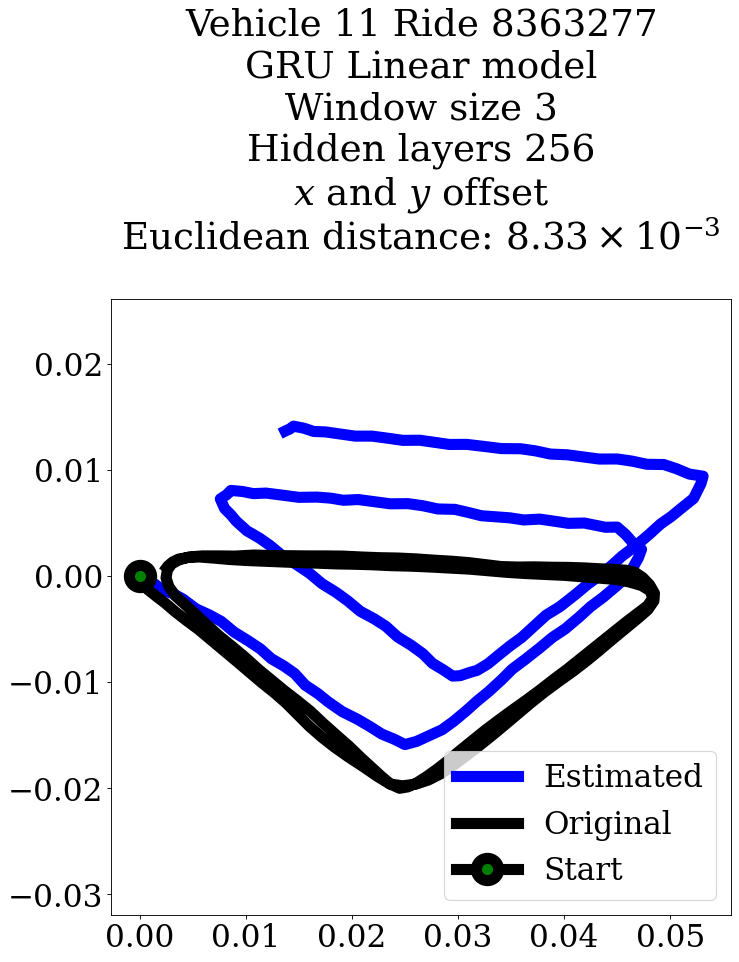 Vehicle 11 Ride 8363277
GRU Linear model
Window size 3
Hidden layers 256
x and y offset
Euclidean distance: 8.33 × 10⁻³
0.02
0.01
0.00
−0.01
−0.02
−0.03
Estimated
Original
Start
0.00 0.01 0.02 0.03 0.04 0.05